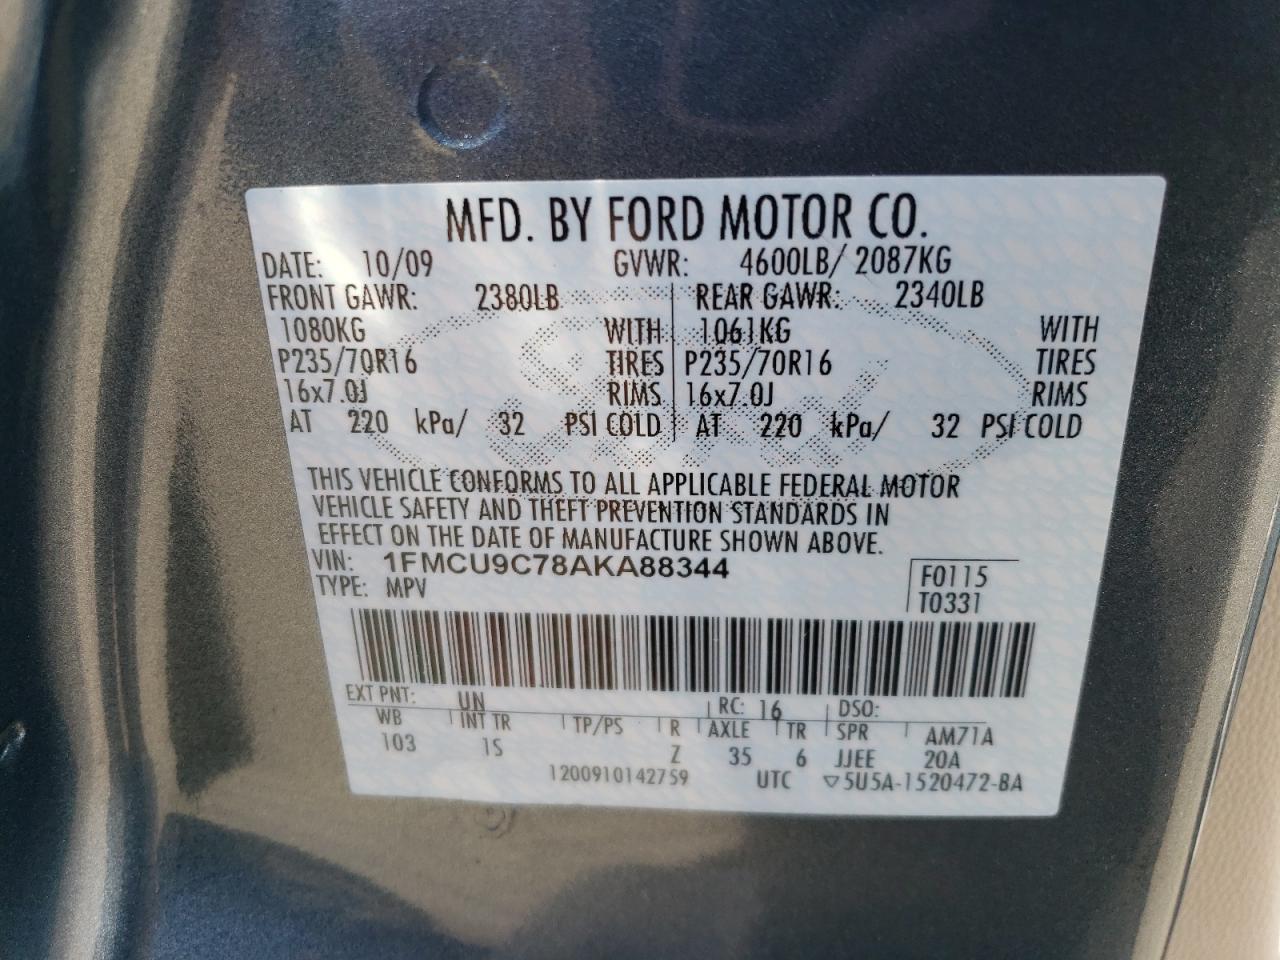 MFD. BY FORD MOTOR CO.
DATE: 10/09 GVWR: 4600LB/ 2087KG
FRONT GAWR: 2380LB REAR GAWR: 2340LB
1080KG WITH 1061KG WITH
P235/70R16 TIRES P235/70R16 TIRES
16x7.0J RIMS 16x7.0J RIMS
AT 220 kPa/ 32 PSI COLD AT 220 kPa/ 32 PSI COLD
THIS VEHICLE CONFORMS TO ALL APPLICABLE FEDERAL MOTOR
VEHICLE SAFETY AND THEFT PREVENTION STANDARDS IN
EFFECT ON THE DATE OF MANUFACTURE SHOWN ABOVE.
VIN: 1FMCU9C78AKA88344
TYPE: MPV
F0115
T0331
EXT PNT: UN RC: 16 DSO:
WB INT TR TP/PS R AXLE TR SPR AM71A
103 1S Z 35 6 JJEE 20A
1200910142759 UTC ▽5U5A-1520472-BA